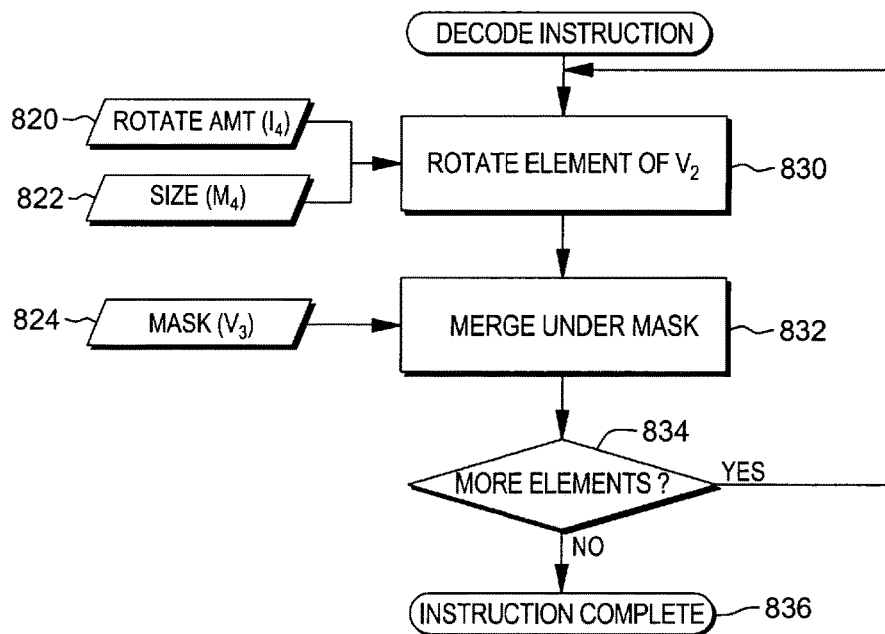 DECODE INSTRUCTION
820
ROTATE AMT (I₄)
822
SIZE (M₄)
ROTATE ELEMENT OF V₂
830
824
MASK (V₃)
MERGE UNDER MASK
832
834
MORE ELEMENTS ?
YES
NO
INSTRUCTION COMPLETE
836